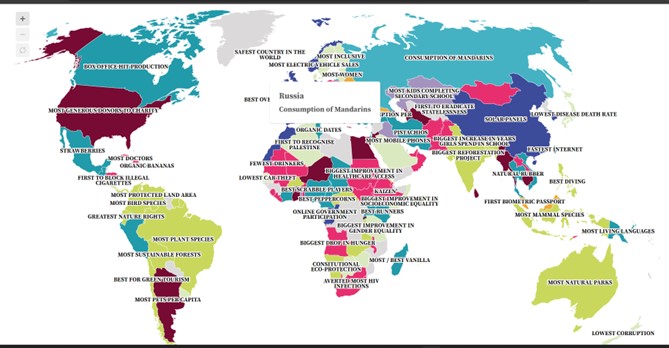 SAFEST COUNTRY IN THE
WORLD
MOST INCLUSIVE
MOST ELECTRIC VEHICLE SALES
MOST-WOMEN
BOX OFFICE HIT PRODUCTION
CONSUMPTION OF MANDARINS
Russia
Consumption of Mandarins
MOST KIDS COMPLETING
SECONDARY SCHOOL
BEST OVE
MOST GENEROUS DONORS TO CHARITY
FIRST TO ERADICATE
STATELESSNESS
SOLAR PANELS
LOWEST DISEASE DEATH RATE
ORGANIC DATES
PISTACHIOS
MOST MOBILE PHONES
BIGGEST INCREASE IN YEARS
GIRLS SPEND IN SCHOOL
FIRST TO RECOGNISE
PALESTINE
STRAWBERRIES
FASTEST INTERNET
BIGGEST REFORESTATION
PROJECT
MOST DOCTORS
ORGANIC BANANAS
FEWEST DRINKERS
BIGGEST IMPROVEMENT IN
HEALTHCARE ACCESS
NATURAL RUBBER
FIRST TO BLOCK ILLEGAL
CIGARETTES
LOWEST CAR THEFT
BEST DIVING
BEST SCRABBLE PLAYERS
KAIZEN
MOST PROTECTED LAND AREA
MOST BIRD SPECIES
BEST PEPPERCORNS
BIGGEST IMPROVEMENT IN
SOCIOECONOMIC EQUALITY
FIRST BIOMETRIC PASSPORT
GREATEST NATURE RIGHTS
ONLINE GOVERNMENT
PARTICIPATION
BEST RUNNERS
MOST MAMMAL SPECIES
BIGGEST IMPROVEMENT IN
GENDER EQUALITY
MOST LIVING LANGUAGES
MOST PLANT SPECIES
BIGGEST DROP IN HUNGER
MOST SUSTAINABLE FORESTS
MOST / BEST VANILLA
CONSITUTIONAL
ECO-PROTECTION
BEST FOR GREEN TOURISM
AVERTED MOST HIV
INFECTIONS
MOST NATURAL PARKS
MOST PETS PER CAPITA
LOWEST CORRUPTION